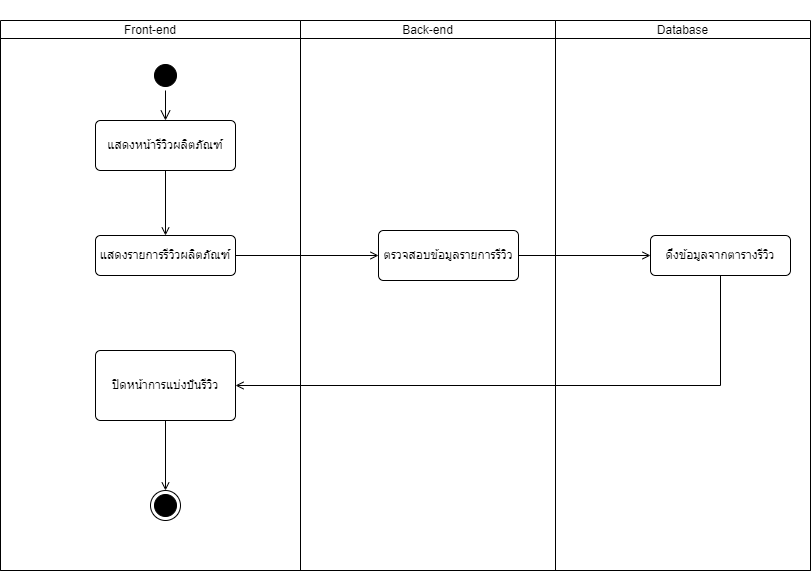 Front-end
Back-end
Database
แสดงหน้ารีวิวผลิตภัณฑ์
แสดงรายการรีวิวผลิตภัณฑ์
ตรวจสอบข้อมูลรายการรีวิว
ดึงข้อมูลจากตารางรีวิว
ปิดหน้าการแบ่งปันรีวิว